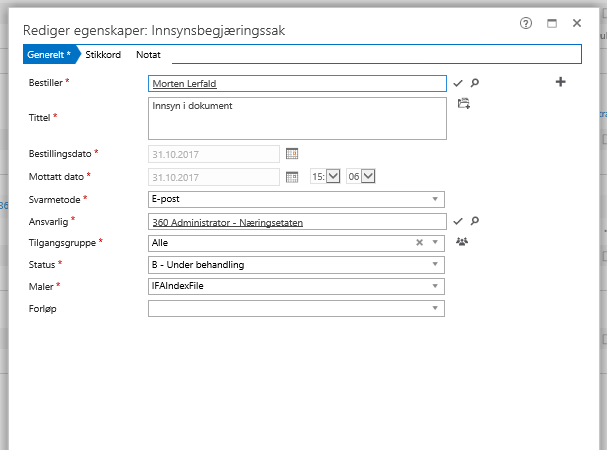 Rediger egenskaper: Innsynsbegjæringssak
Generelt * Stikkord Notat
Bestiller * Morten Lerfald
Tittel * Innsyn i dokument
Bestillingsdato * 31.10.2017
Mottatt dato * 31.10.2017 15: 06
Svarmetode * E-post
Ansvarlig * 360 Administrator - Næringsetaten
Tilgangsgruppe * Alle
Status * B - Under behandling
Maler * IFAIndexFile
Forløp